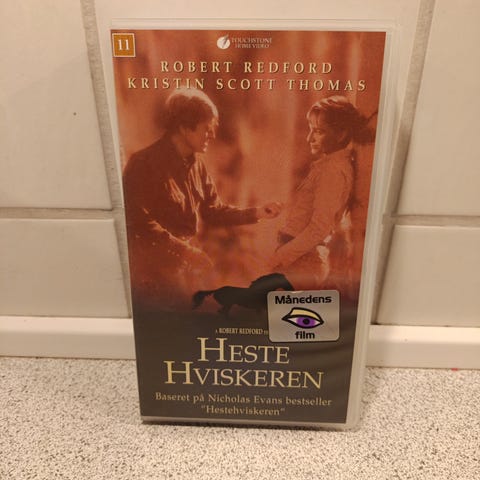 11
TOUCHSTONE
HOME VIDEO
ROBERT REDFORD
KRISTIN SCOTT THOMAS
Månedens
film
A ROBERT REDFORD
HESTE
HVISKEREN
Baseret på Nicholas Evans bestseller
"Hestehviskeren"